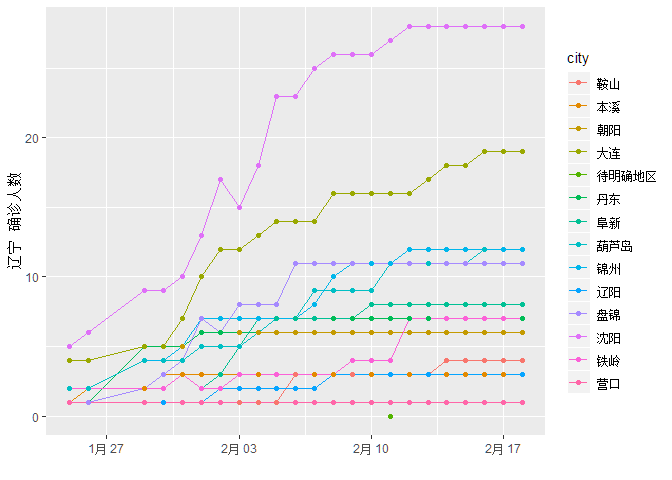 辽宁 确诊人数
20
10
0
1月 27
2月 03
2月 10
2月 17
city
鞍山
本溪
朝阳
大连
待明确地区
丹东
阜新
葫芦岛
锦州
辽阳
盘锦
沈阳
铁岭
营口